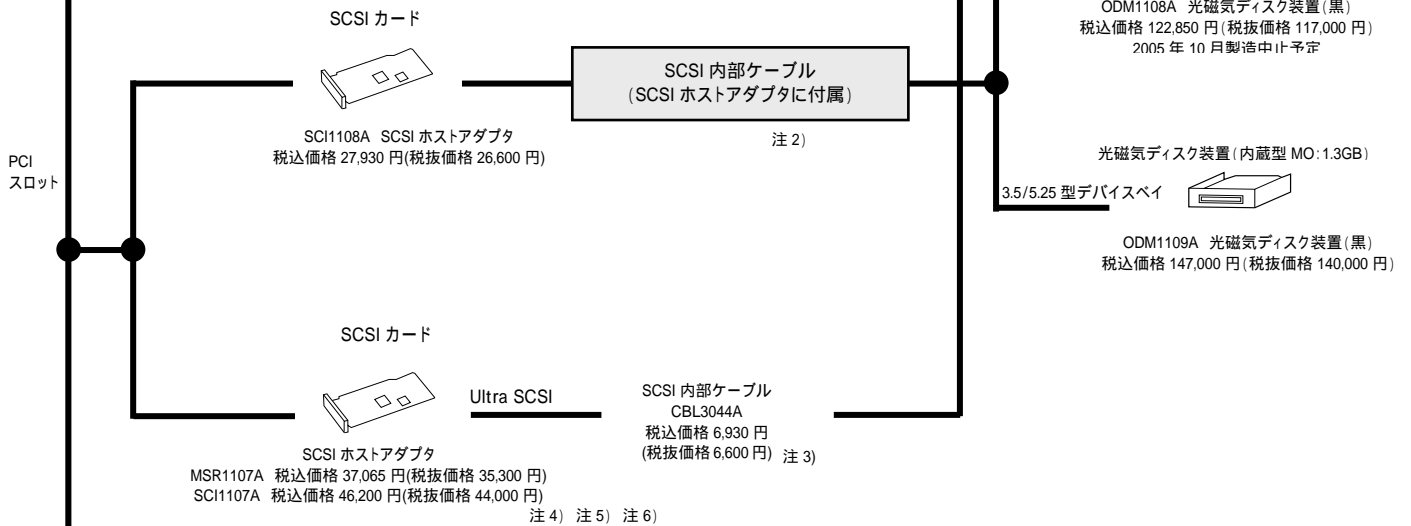 SCSI カード
ODM1108A 光磁気ディスク装置(黒)
税込価格 122,850 円(税抜価格 117,000 円)
2005 年 10 月製造中止予定
SCSI 内部ケーブル
(SCSI ホストアダプタに付属)
SCI1108A SCSI ホストアダプタ
税込価格 27,930 円(税抜価格 26,600 円)
注 2)
PCI
スロット
光磁気ディスク装置(内蔵型 MO:1.3GB)
3.5/5.25 型デバイスベイ
ODM1109A 光磁気ディスク装置(黒)
税込価格 147,000 円(税抜価格 140,000 円)
SCSI カード
Ultra SCSI
SCSI 内部ケーブル
CBL3044A
税込価格 6,930 円
(税抜価格 6,600 円) 注 3)
SCSI ホストアダプタ
MSR1107A 税込価格 37,065 円(税抜価格 35,300 円)
SCI1107A 税込価格 46,200 円(税抜価格 44,000 円)
注 4) 注 5) 注 6)